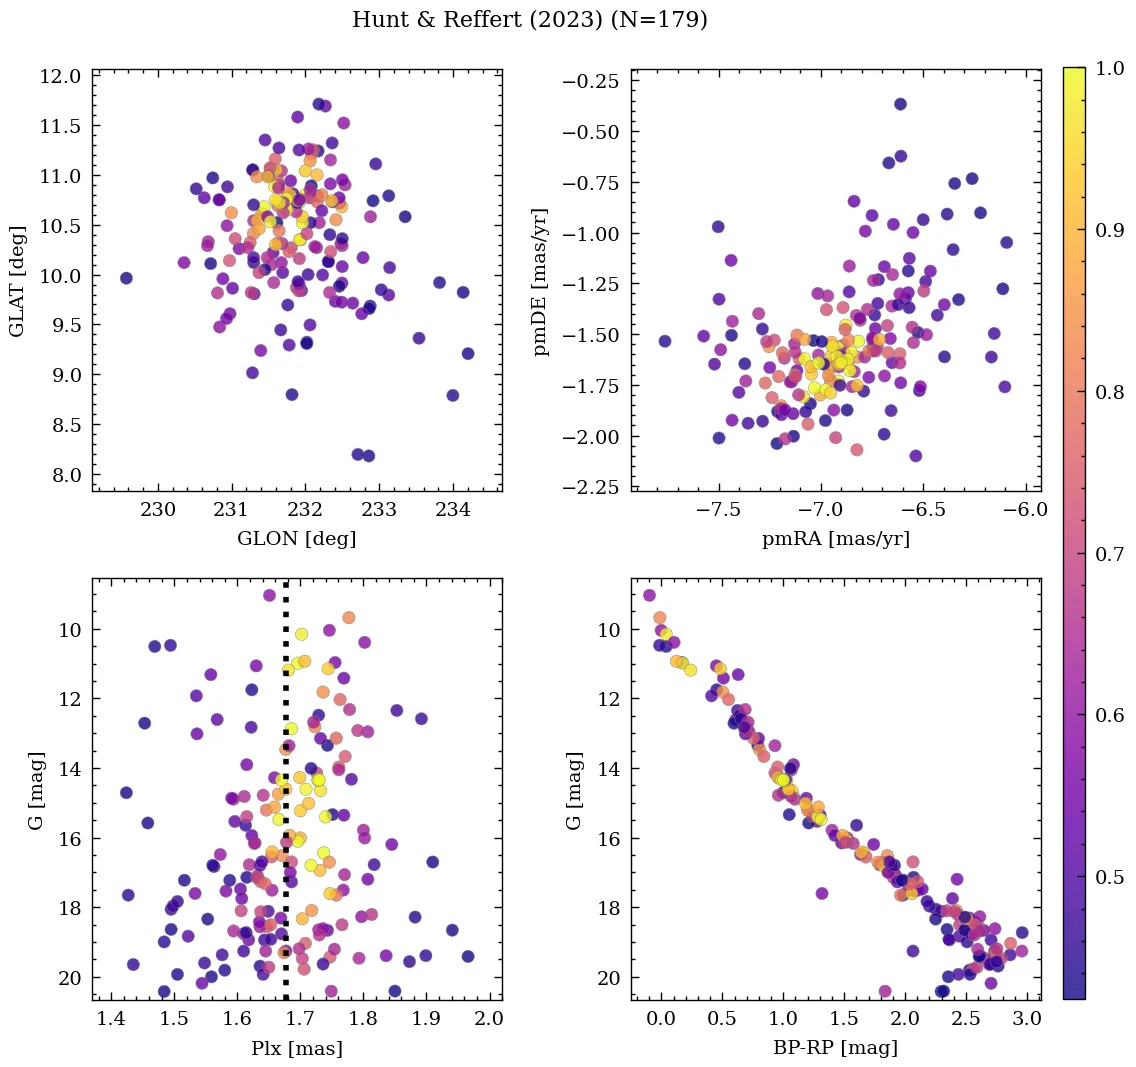 Hunt & Reffert (2023) (N=179)
12.0
11.5
11.0
10.5
10.0
9.5
9.0
8.5
8.0
GLAT [deg]
230 231 232 233 234
GLON [deg]
−0.25
−0.50
−0.75
−1.00
−1.25
−1.50
−1.75
−2.00
−2.25
pmDE [mas/yr]
−7.5 −7.0 −6.5 −6.0
pmRA [mas/yr]
10
12
14
16
18
20
G [mag]
1.4 1.5 1.6 1.7 1.8 1.9 2.0
Plx [mas]
10
12
14
16
18
20
G [mag]
0.0 0.5 1.0 1.5 2.0 2.5 3.0
BP-RP [mag]
1.0
0.9
0.8
0.7
0.6
0.5